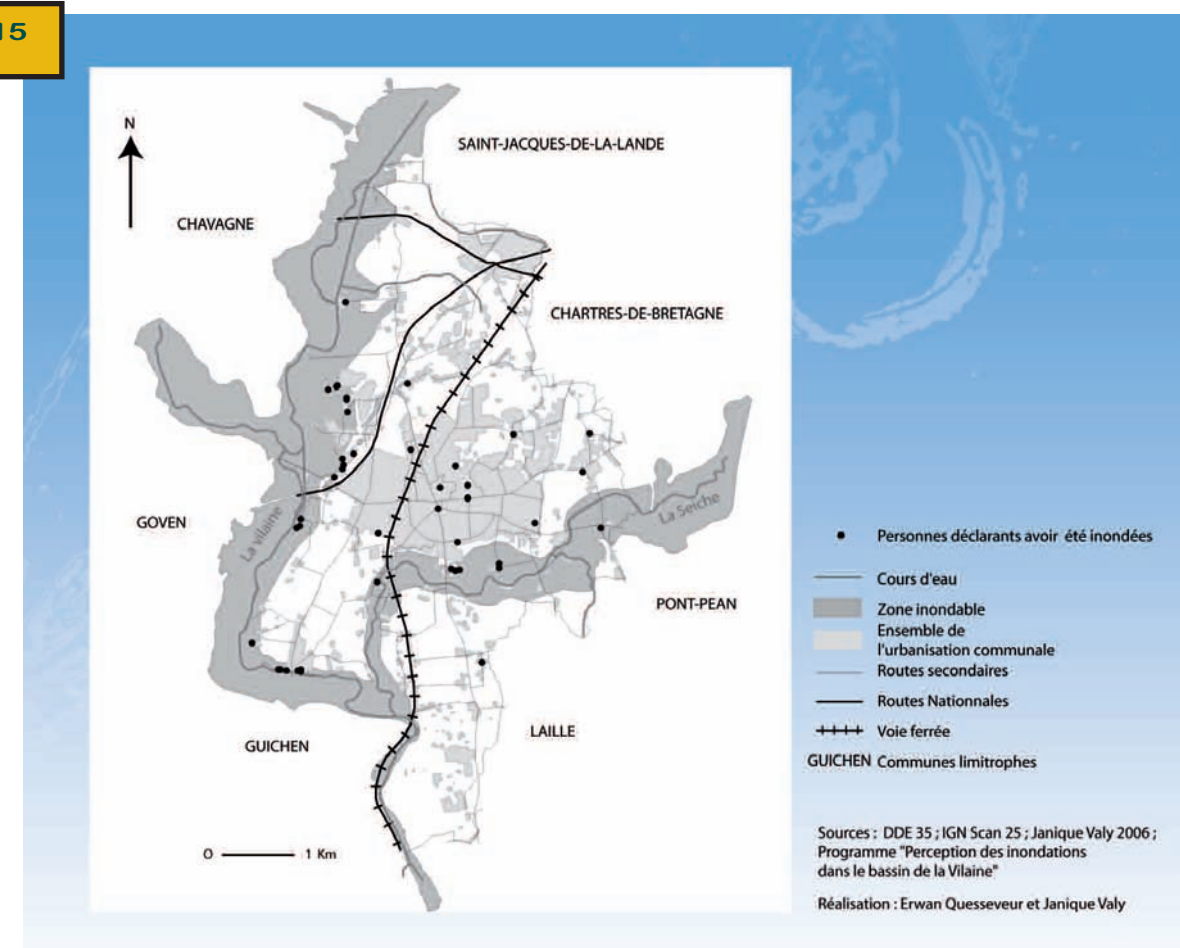 15
N
SAINT-JACQUES-DE-LA-LANDE
CHAVAGNE
CHARTRES-DE-BRETAGNE
GOVEN
La Vilaine
La Seiche
PONT-PEAN
LAILLE
GUICHEN
O 1 Km
Personnes déclarants avoir été inondées
Cours d'eau
Zone inondable
Ensemble de
l'urbanisation communale
Routes secondaires
Routes Nationnales
Voie ferrée
GUICHEN Communes limitrophes
Sources : DDE 35 ; IGN Scan 25 ; Janique Valy 2006 ;
Programme "Perception des inondations
dans le bassin de la Vilaine"
Réalisation : Erwan Quesseveur et Janique Valy